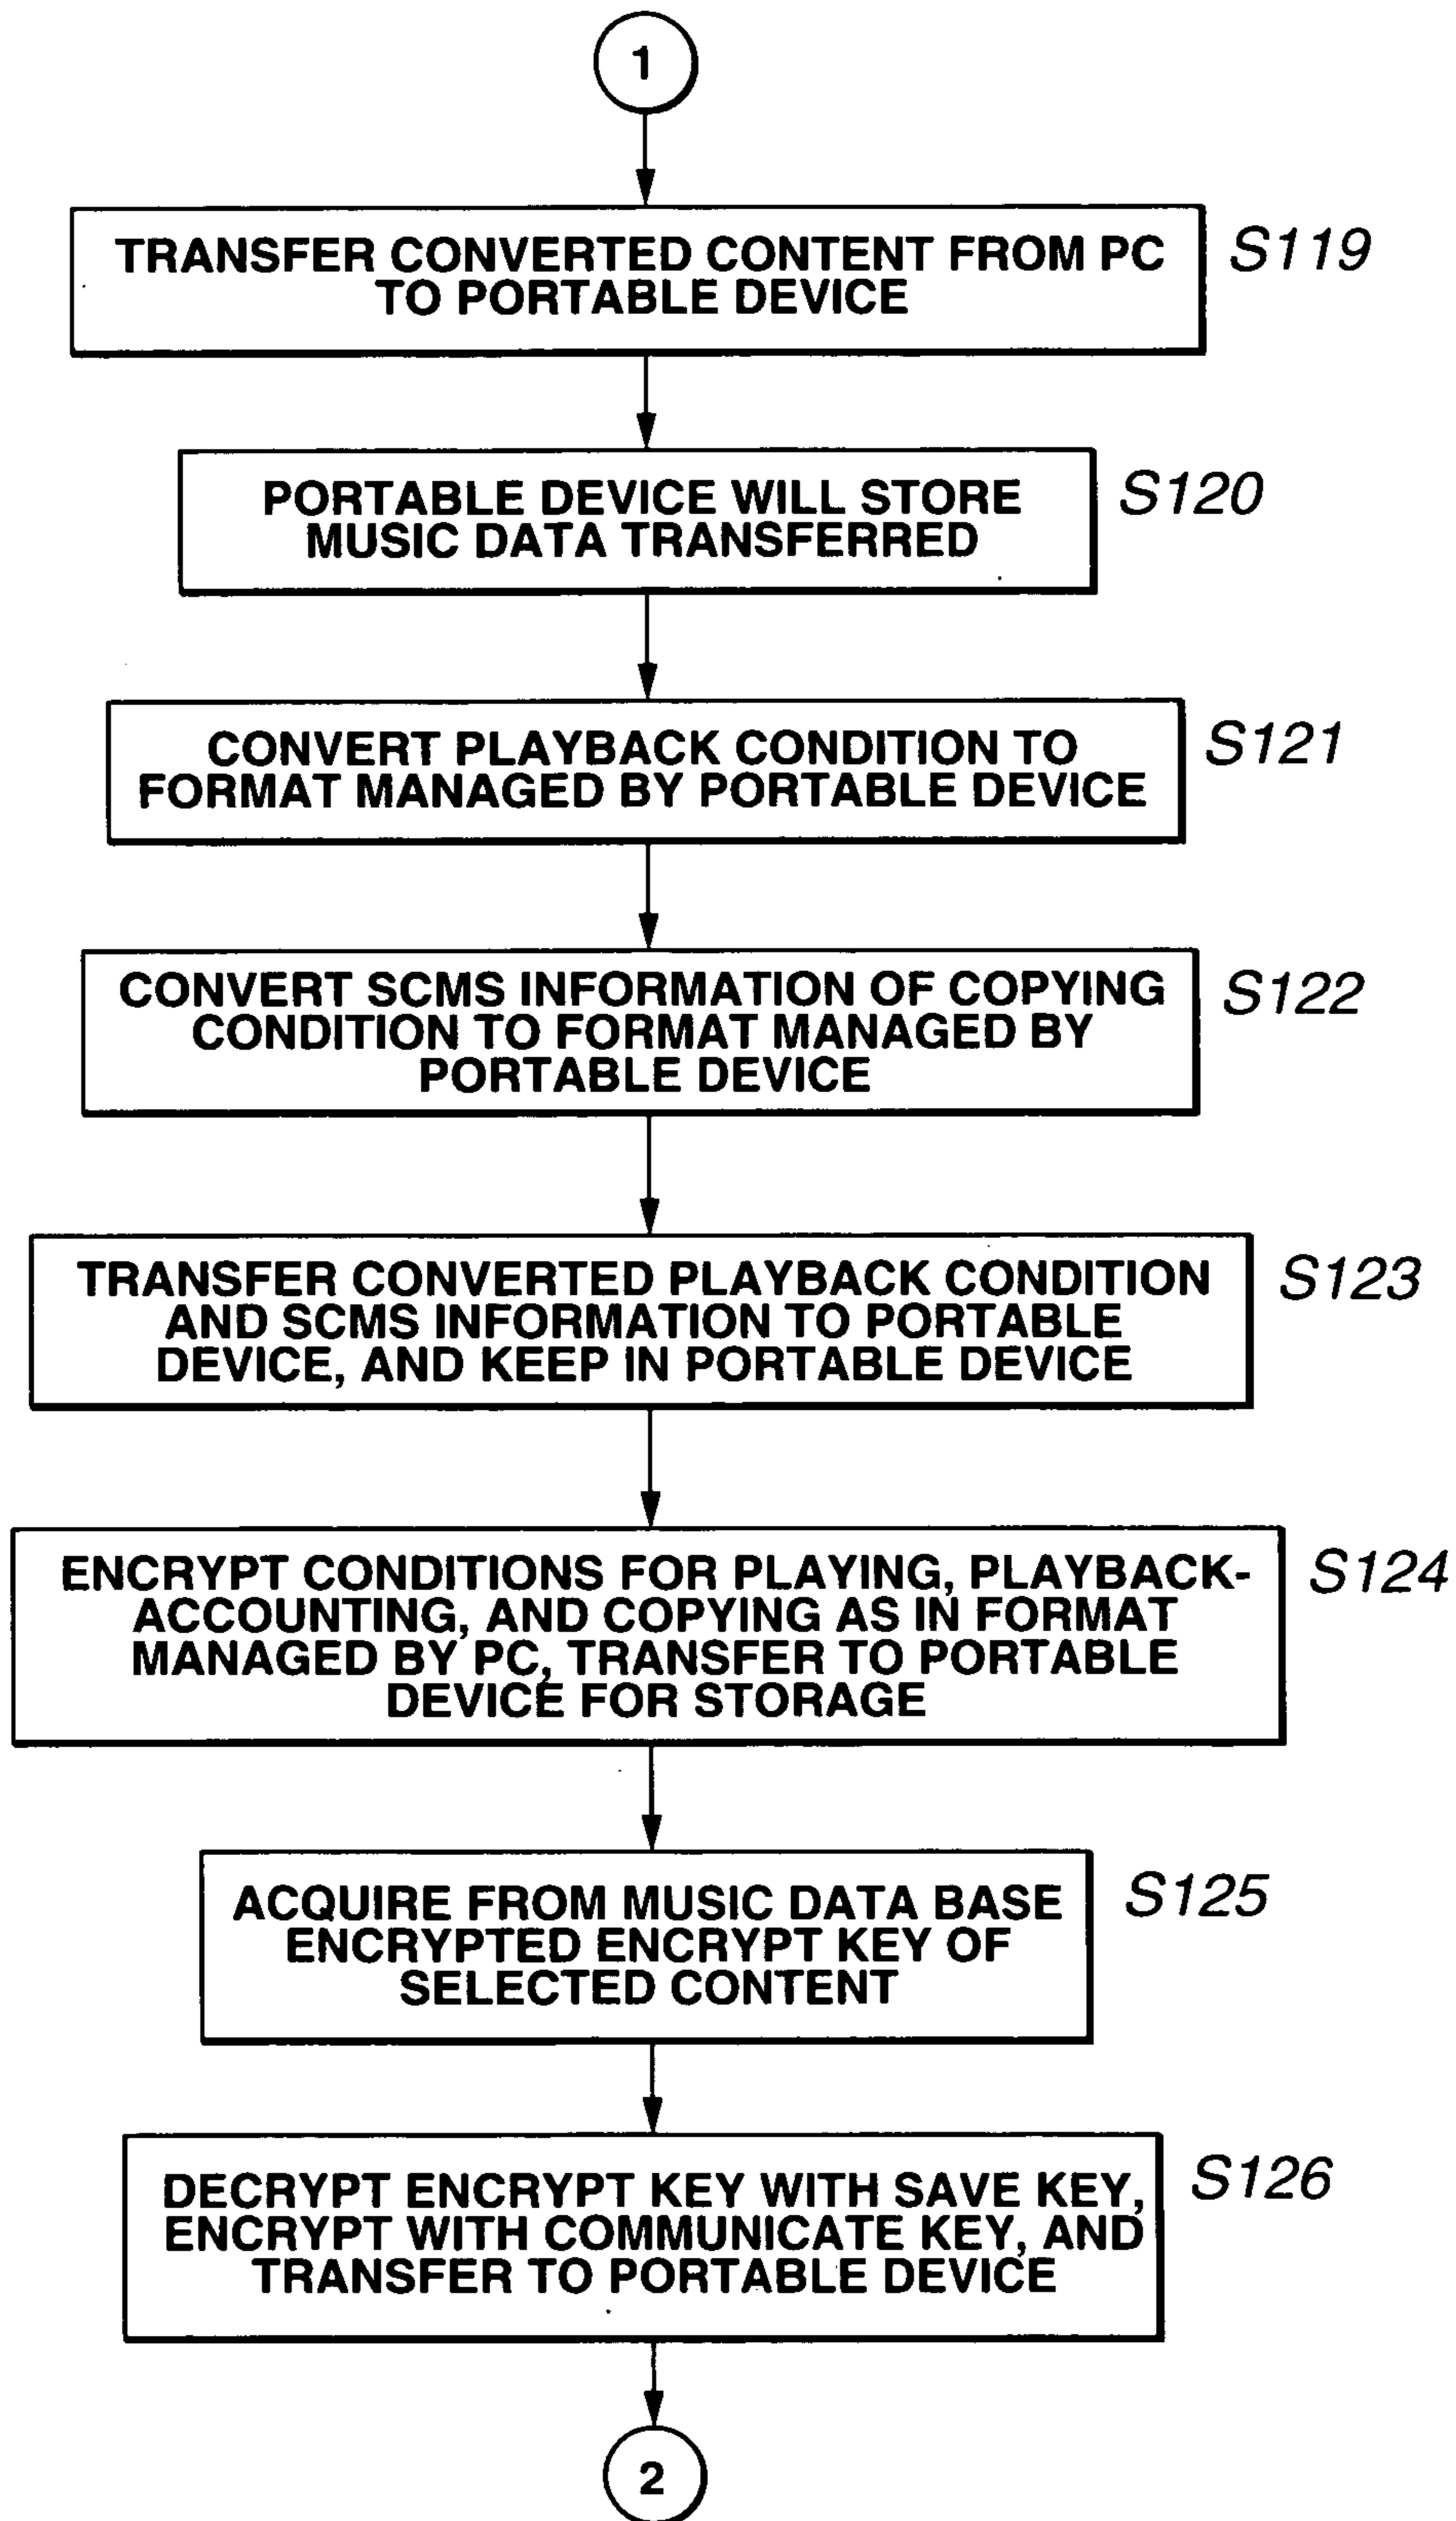 1
TRANSFER CONVERTED CONTENT FROM PC
TO PORTABLE DEVICE
S119
PORTABLE DEVICE WILL STORE
MUSIC DATA TRANSFERRED
S120
CONVERT PLAYBACK CONDITION TO
FORMAT MANAGED BY PORTABLE DEVICE
S121
CONVERT SCMS INFORMATION OF COPYING
CONDITION TO FORMAT MANAGED BY
PORTABLE DEVICE
S122
TRANSFER CONVERTED PLAYBACK CONDITION
AND SCMS INFORMATION TO PORTABLE
DEVICE, AND KEEP IN PORTABLE DEVICE
S123
ENCRYPT CONDITIONS FOR PLAYING, PLAYBACK-
ACCOUNTING, AND COPYING AS IN FORMAT
MANAGED BY PC, TRANSFER TO PORTABLE
DEVICE FOR STORAGE
S124
ACQUIRE FROM MUSIC DATA BASE
ENCRYPTED ENCRYPT KEY OF
SELECTED CONTENT
S125
DECRYPT ENCRYPT KEY WITH SAVE KEY,
ENCRYPT WITH COMMUNICATE KEY, AND
TRANSFER TO PORTABLE DEVICE
S126
2